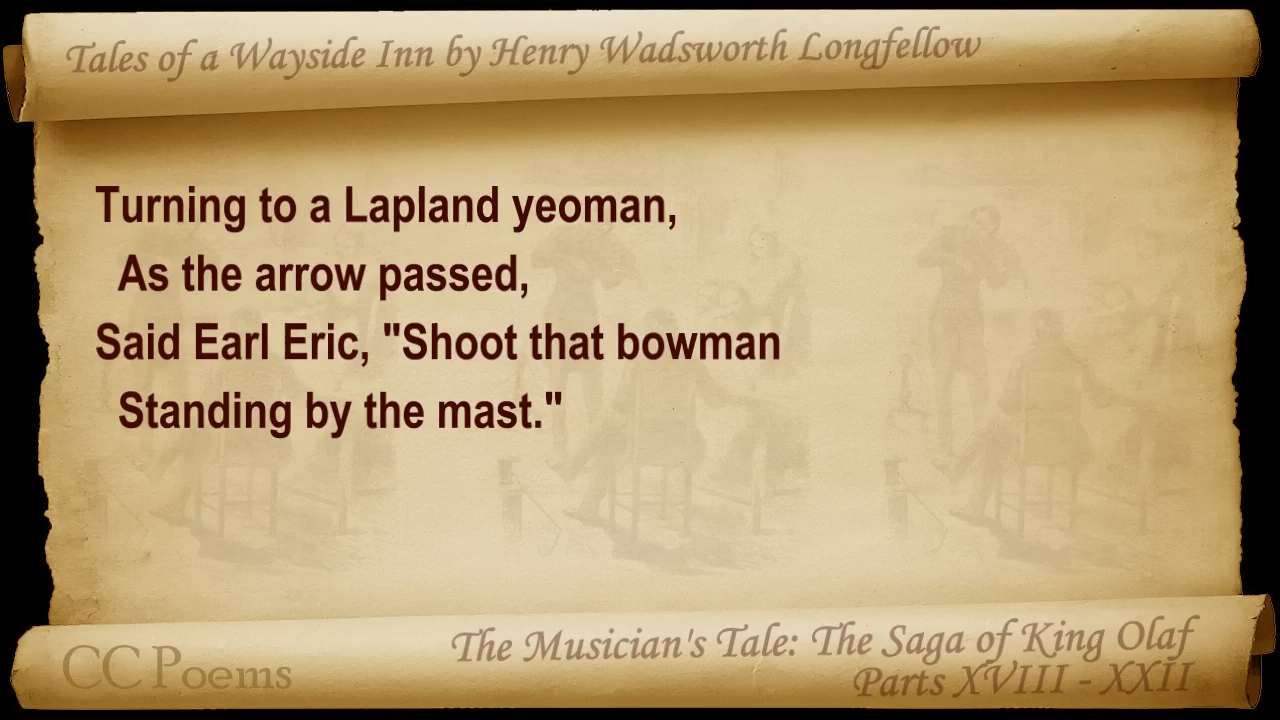 Tales of a Wayside Inn by Henry Wadsworth Longfellow
Turning to a Lapland yeoman,
As the arrow passed,
Said Earl Eric, "Shoot that bowman
Standing by the mast."
CC Poems
The Musician's Tale: The Saga of King Olaf
Parts XVIII - XXII